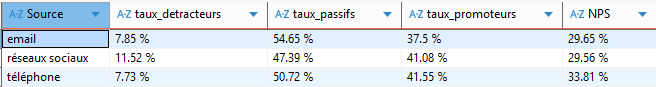 A-Z Source A-Z taux_detracteurs A-Z taux_passifs A-Z taux_promoteurs A-Z NPS
email 7.85 % 54.65 % 37.5 % 29.65 %
réseaux sociaux 11.52 % 47.39 % 41.08 % 29.56 %
téléphone 7.73 % 50.72 % 41.55 % 33.81 %